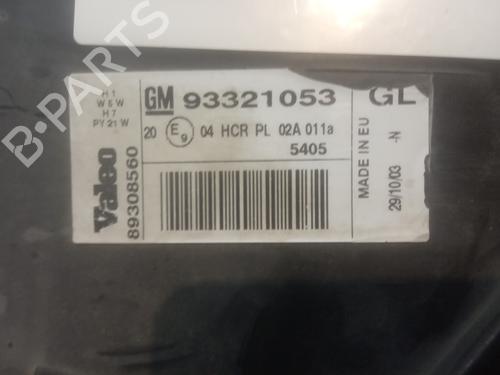 B-PARTS
H 1
W 5 W
H 7
PY 21 W
GM 93321053 GL
20 E9 04 HCR PL 02A 011a
5405
Valeo
89308560
MADE IN EU
29/10/03 -N